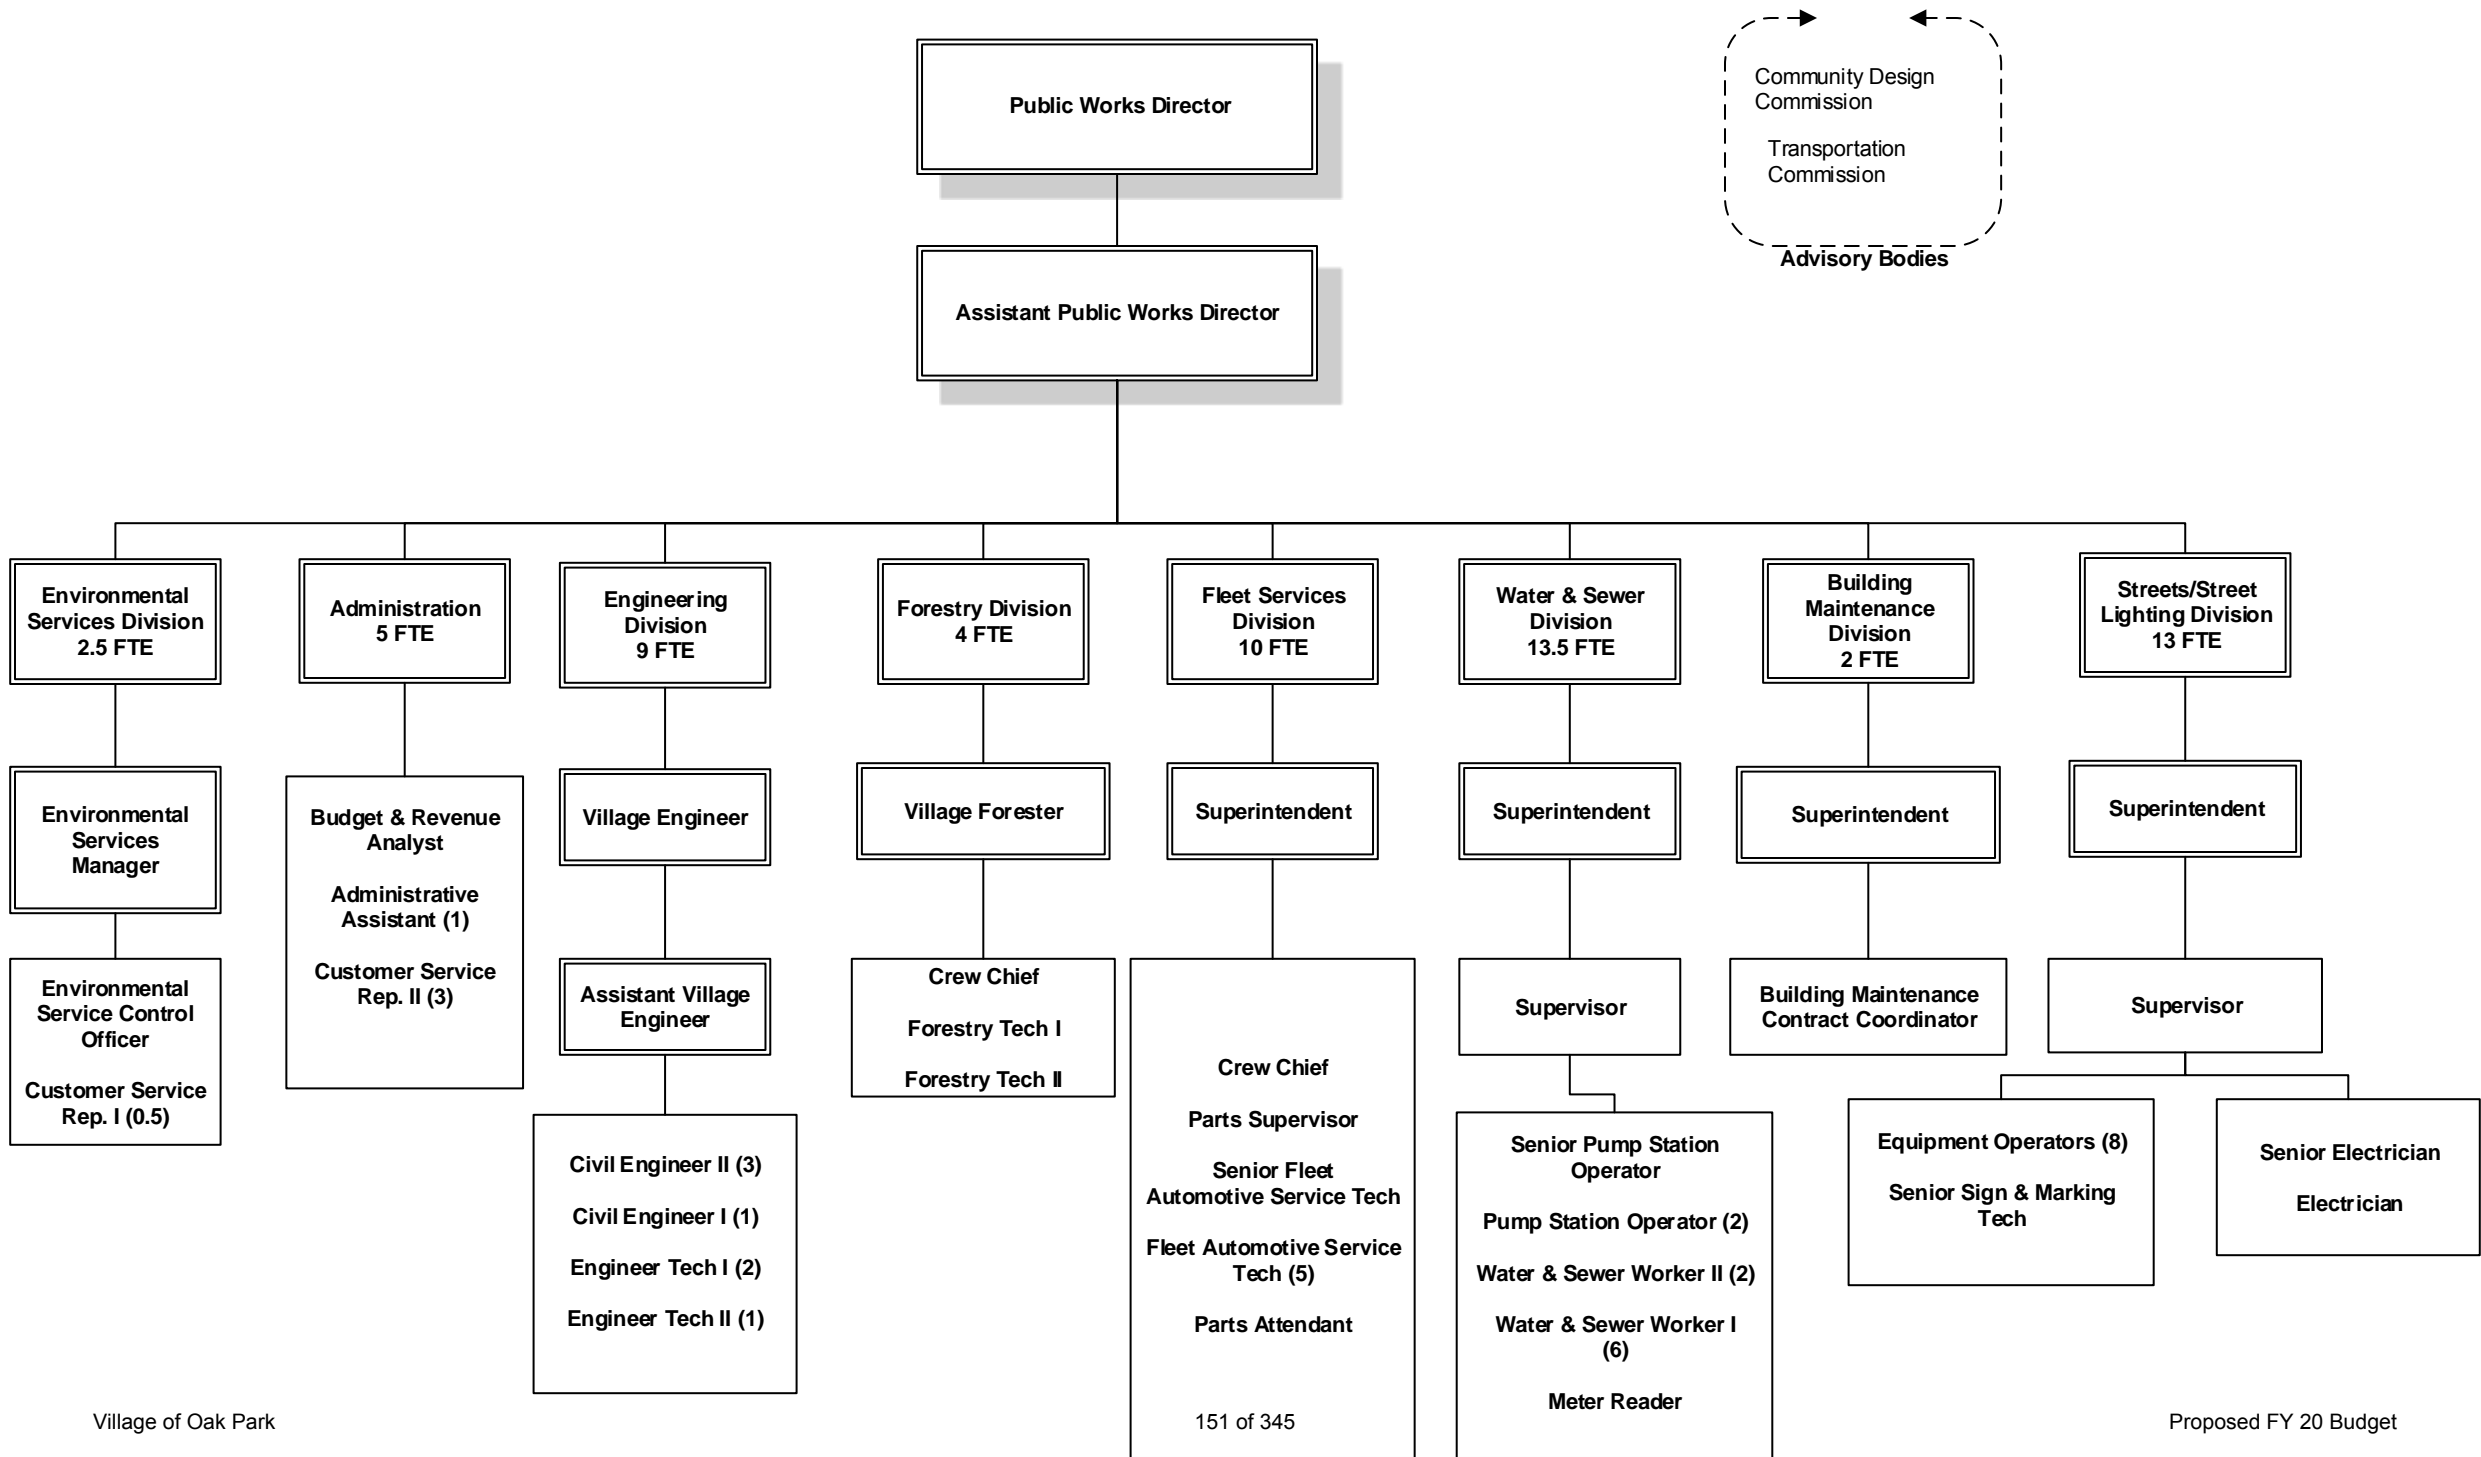 Public Works Director
Community Design
Commission
Transportation
Commission
Advisory Bodies
Assistant Public Works Director
Environmental
Services Division
2.5 FTE
Administration
5 FTE
Engineering
Division
9 FTE
Forestry Division
4 FTE
Fleet Services
Division
10 FTE
Water & Sewer
Division
13.5 FTE
Building
Maintenance
Division
2 FTE
Streets/Street
Lighting Division
13 FTE
Environmental
Services
Manager
Budget & Revenue
Analyst
Administrative
Assistant (1)
Customer Service
Rep. II (3)
Village Engineer
Village Forester
Superintendent
Superintendent
Superintendent
Superintendent
Environmental
Service Control
Officer
Customer Service
Rep. I (0.5)
Assistant Village
Engineer
Crew Chief
Forestry Tech I
Forestry Tech II
Crew Chief
Parts Supervisor
Senior Fleet
Automotive Service Tech
Fleet Automotive Service
Tech (5)
Parts Attendant
Supervisor
Building Maintenance
Contract Coordinator
Supervisor
Civil Engineer II (3)
Civil Engineer I (1)
Engineer Tech I (2)
Engineer Tech II (1)
Senior Pump Station
Operator
Pump Station Operator (2)
Water & Sewer Worker II (2)
Water & Sewer Worker I
(6)
Meter Reader
Equipment Operators (8)
Senior Sign & Marking
Tech
Senior Electrician
Electrician
Village of Oak Park
151 of 345
Proposed FY 20 Budget